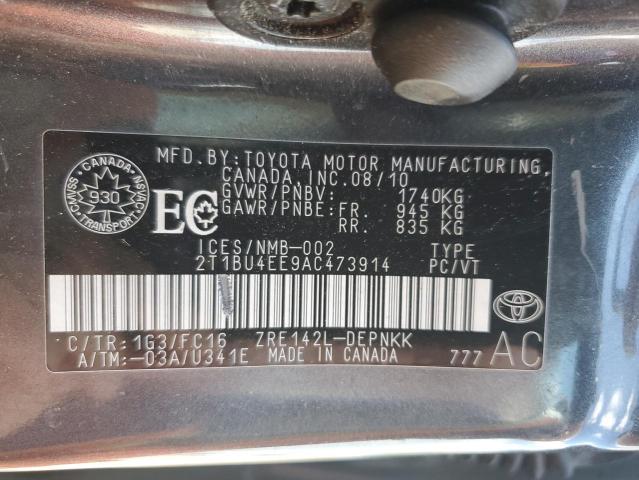 MFD. BY: TOYOTA MOTOR MANUFACTURING,
CANADA, INC. 08/10
GVWR/PNBV: 1740KG
GAWR/PNBE: FR. 945 KG
RR. 835 KG
CANADA
930
TRANSPORT
EC
ICES/NMB-002 TYPE
2T1BU4EE9AC473914 PC/VT
C/TR: 1G3/FC16 ZRE142L-DEPNKK
A/TM: -03A/U341E MADE IN CANADA 777 AC